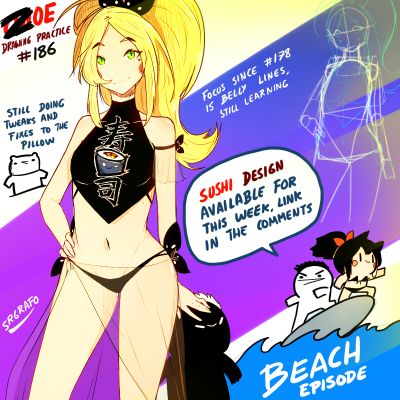 ZOE
DRAWING PRACTICE
#186
FOCUS SINCE #178
IS BELLY LINES,
STILL LEARNING
STILL DOING
TWEAKS AND
FIXES TO THE
PILLOW
寿
司
SUSHI DESIGN
AVAILABLE FOR
THIS WEEK, LINK
IN THE COMMENTS
SRGRAFO
BEACH
EPISODE